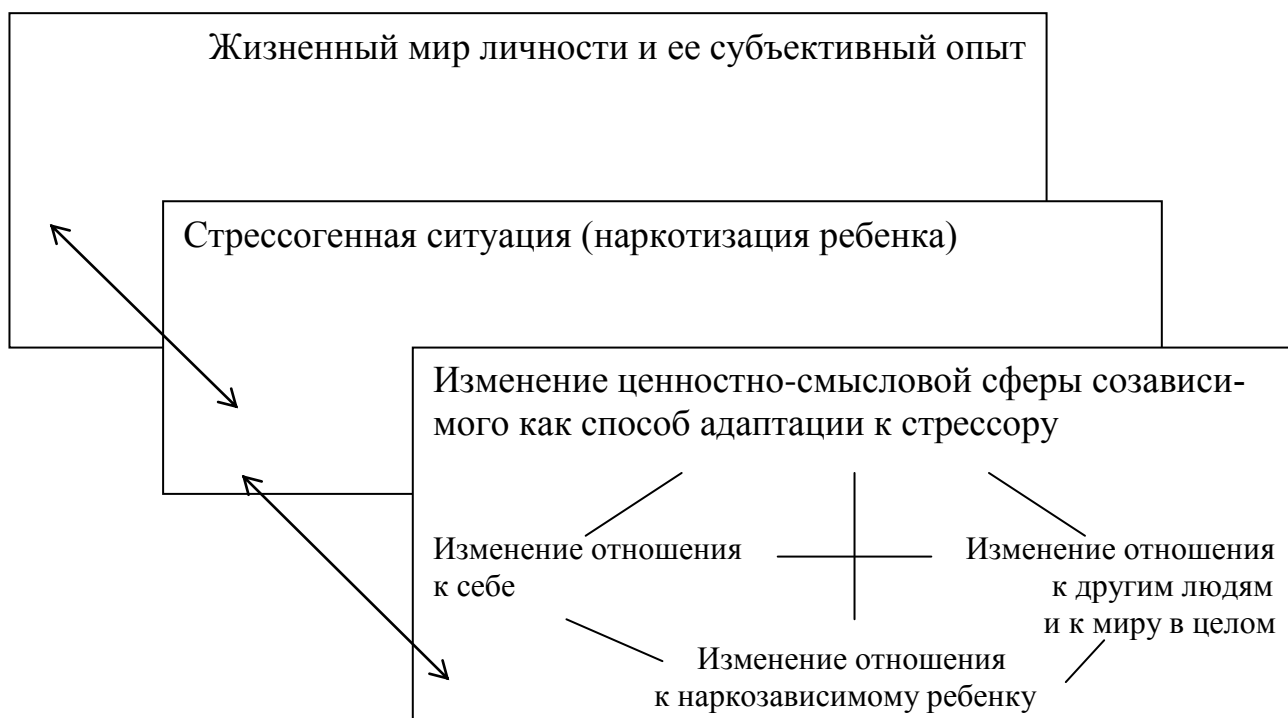 Жизненный мир личности и ее субъективный опыт
Стрессогенная ситуация (наркотизация ребенка)
Изменение ценностно-смысловой сферы созависи-
мого как способ адаптации к стрессору
Изменение отношения
к себе
Изменение отношения
к другим людям
и к миру в целом
Изменение отношения
к наркозависимому ребенку